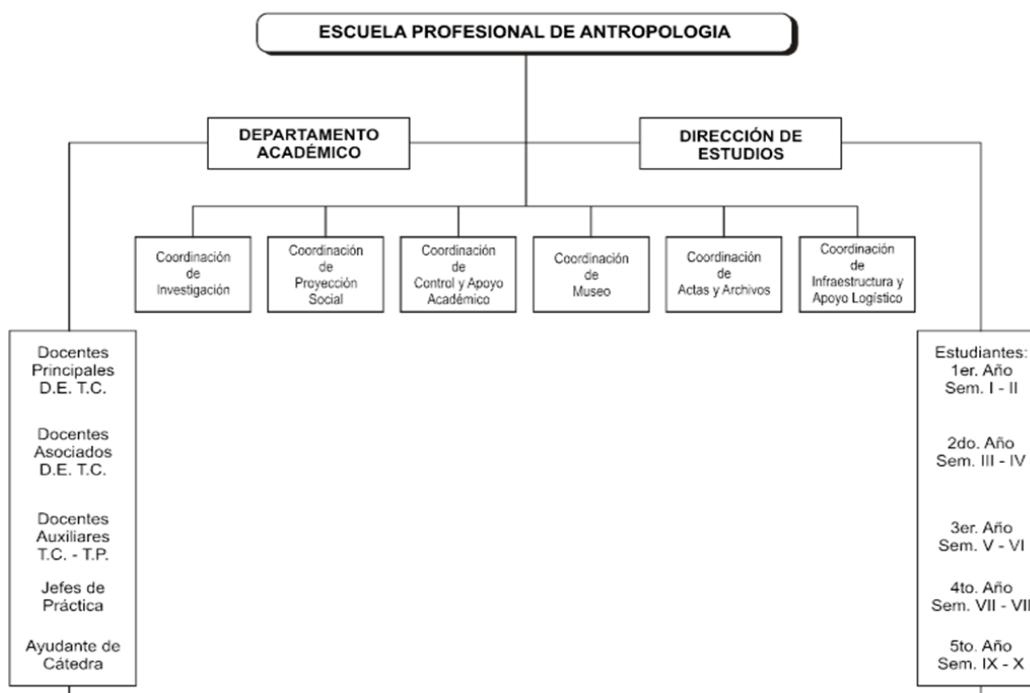 ESCUELA PROFESIONAL DE ANTROPOLOGIA
DEPARTAMENTO
ACADÉMICO
DIRECCIÓN DE
ESTUDIOS
Coordinación
de
Investigación
Coordinación
de
Proyección
Social
Coordinación
de
Control y Apoyo
Académico
Coordinación
de
Museo
Coordinación
de
Actas y Archivos
Coordinación
de
Infraestructura y
Apoyo Logístico
Docentes
Principales
D.E. T.C.
Docentes
Asociados
D.E. T.C.
Docentes
Auxiliares
T.C. - T.P.
Jefes de
Práctica
Ayudante de
Cátedra
Estudiantes:
1er. Año
Sem. I - II
2do. Año
Sem. III - IV
3er. Año
Sem. V - VI
4to. Año
Sem. VII - VII
5to. Año
Sem. IX - X